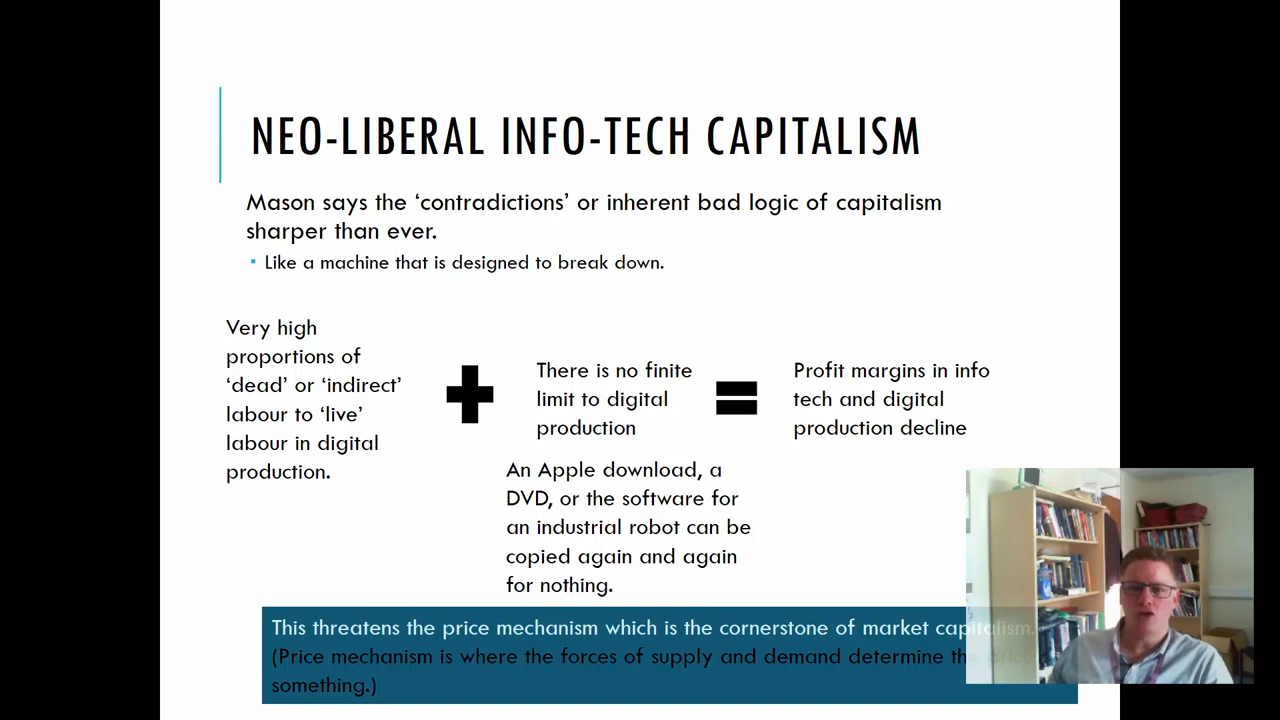 NEO-LIBERAL INFO-TECH CAPITALISM
Mason says the ‘contradictions’ or inherent bad logic of capitalism
sharper than ever.
▪ Like a machine that is designed to break down.
Very high
proportions of
‘dead’ or ‘indirect’
labour to ‘live’
labour in digital
production.
+
There is no finite
limit to digital
production
An Apple download, a
DVD, or the software for
an industrial robot can be
copied again and again
for nothing.
=
Profit margins in info
tech and digital
production decline
This threatens the price mechanism which is the cornerstone of market capitalism.
(Price mechanism is where the forces of supply and demand determine the price
something.)